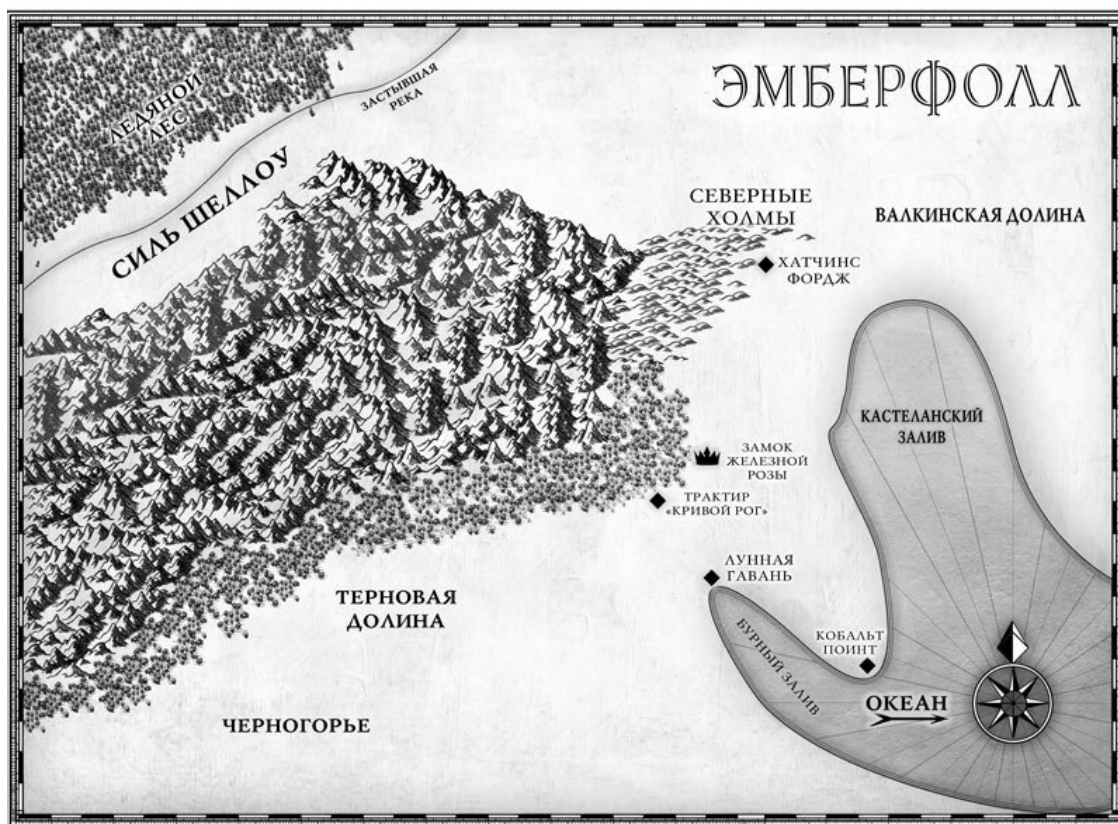 ЭМБЕРФОЛЛ
ЛЕДЯНОЙ
ЛЕС
ЗАСТЫВШАЯ
РЕКА
СИЛЬ ШЕЛЛОУ
СЕВЕРНЫЕ
ХОЛМЫ
ВАЛКИНСКАЯ ДОЛИНА
ХАТЧИНС
ФОРДЖ
КАСТЕЛАНСКИЙ
ЗАЛИВ
ЗАМОК
ЖЕЛЕЗНОЙ
РОЗЫ
ТРАКТИР
«КРИВОЙ РОГ»
ЛУННАЯ
ГАВАНЬ
ТЕРНОВАЯ
ДОЛИНА
БУРНЫЙ ЗАЛИВ
КОБАЛЬТ
ПОИНТ
ОКЕАН
ЧЕРНОГОРЬЕ